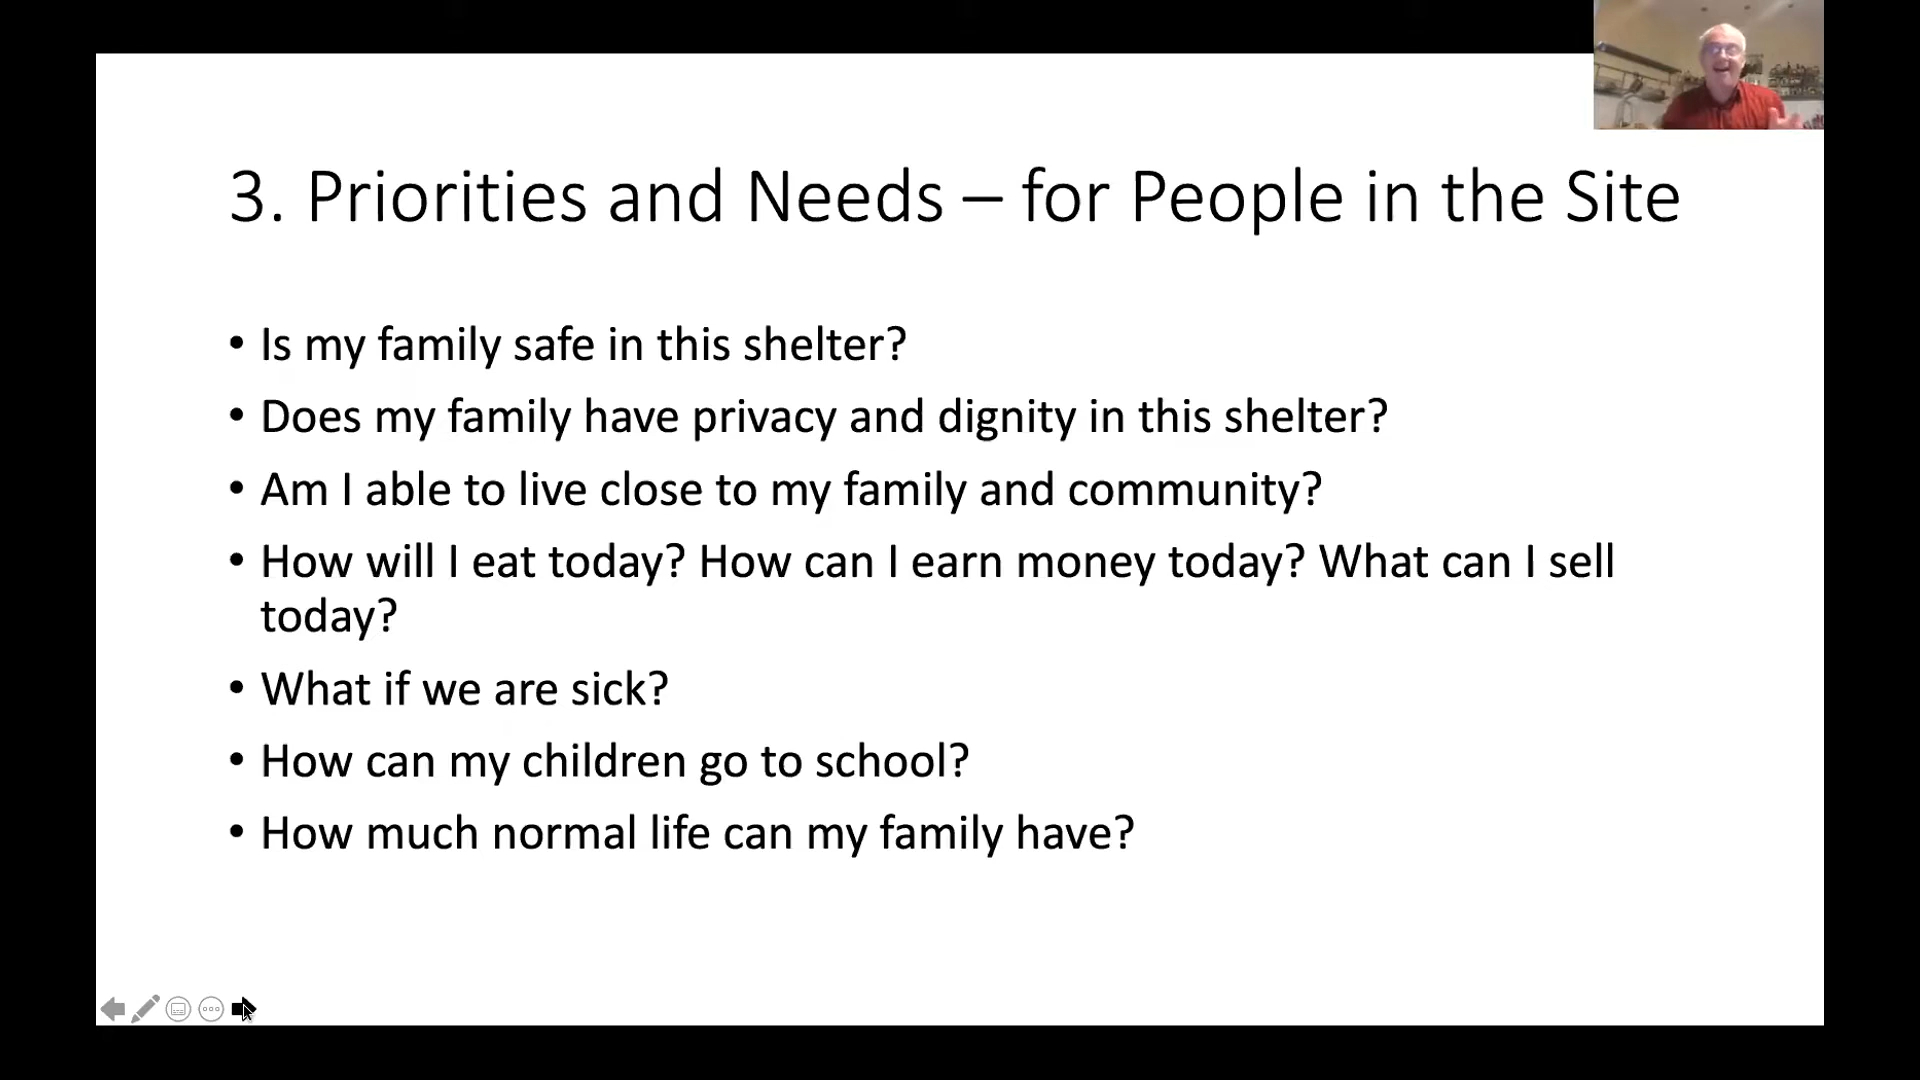 3. Priorities and Needs – for People in the Site
• Is my family safe in this shelter?
• Does my family have privacy and dignity in this shelter?
• Am I able to live close to my family and community?
• How will I eat today? How can I earn money today? What can I sell
today?
• What if we are sick?
• How can my children go to school?
• How much normal life can my family have?